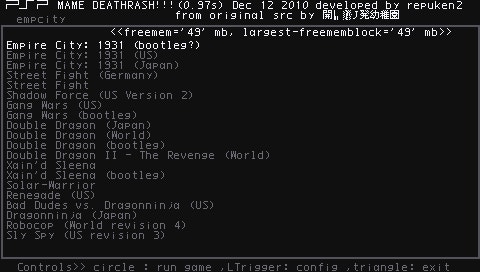 PSP MAME DEATHRASH!!!(0.97s) Dec 12 2010 developed by repuken2
empcity from original src by 開 発幼稚園
<<freemem='49' mb, largest-freememblock='49' mb>>
Empire City: 1931 (bootleg?)
Empire City: 1931 (US)
Empire City: 1931 (Japan)
Street Fight (Germany)
Street Fight
Shadow Force (US Version 2)
Gang Wars (US)
Gang Wars (bootleg)
Double Dragon (Japan)
Double Dragon (World)
Double Dragon (bootleg)
Double Dragon II - The Revenge (World)
Xain'd Sleena
Xain'd Sleena (bootleg)
Solar-Warrior
Renegade (US)
Bad Dudes vs. Dragonninja (US)
Dragonninja (Japan)
Robocop (World revision 4)
Sly Spy (US revision 3)
Controls>> circle : run game ,LTrigger: config ,triangle: exit